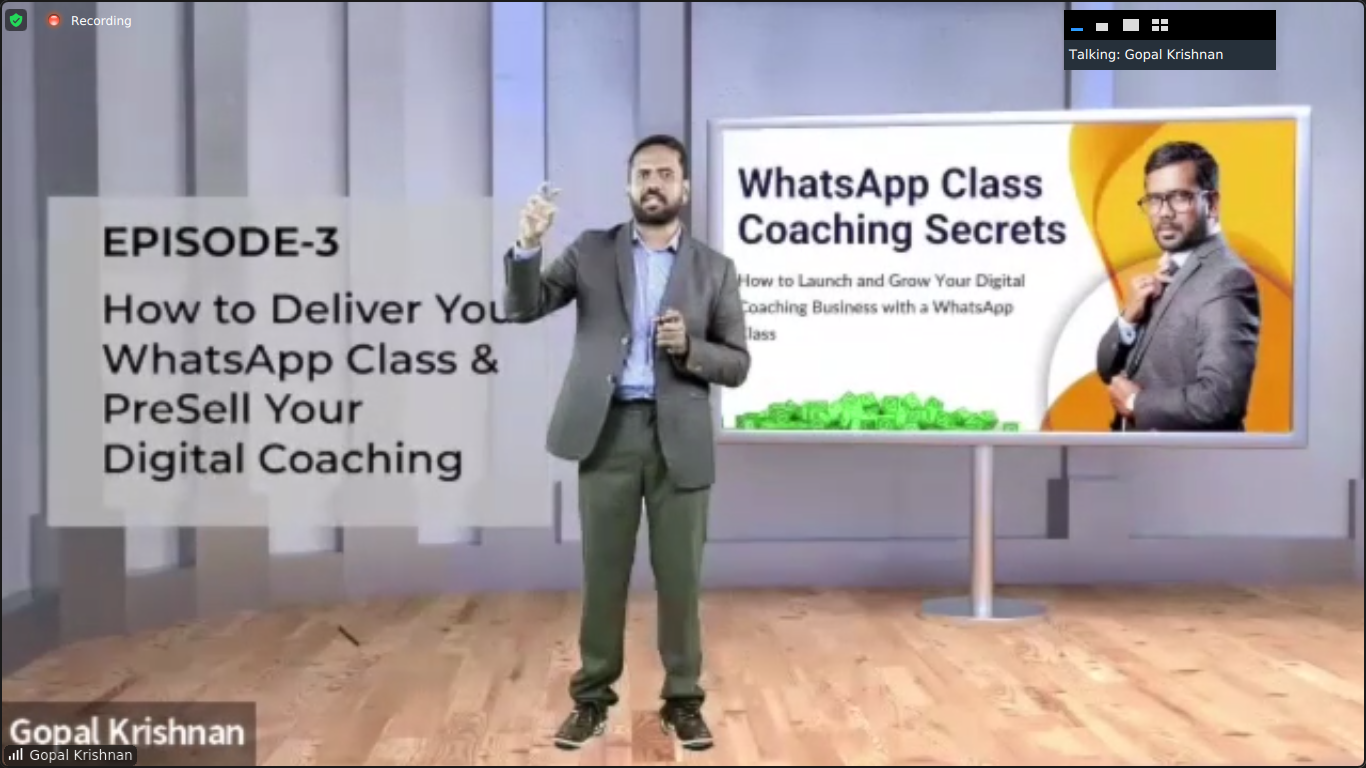 Recording
Talking: Gopal Krishnan
EPISODE-3
How to Deliver You
WhatsApp Class &
PreSell Your
Digital Coaching
WhatsApp Class
Coaching Secrets
How to Launch and Grow Your Digital
Coaching Business with a WhatsApp
Class
Gopal Krishnan
Gopal Krishnan